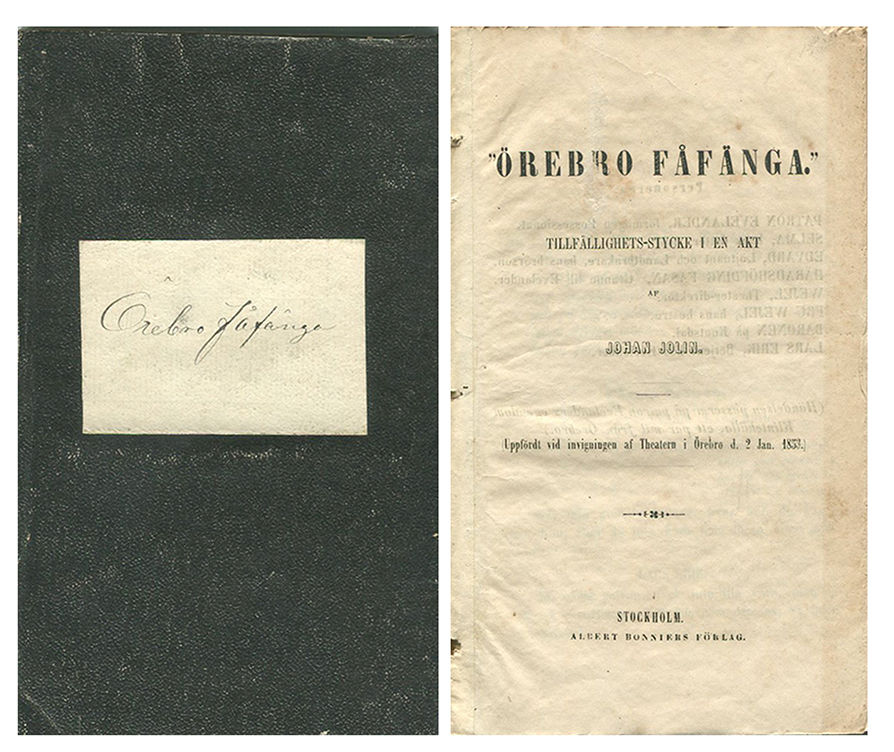 Örebro Fåfänga
"ÖREBRO FÅFÄNGA."
TILLFÄLLIGHETS-STYCKE I EN AKT
AF
JOHAN JOLIN.
(Uppfördt vid invigningen af Theatern i Örebro d. 2 Jan. 1853.)
STOCKHOLM.
ALBERT BONNIERS FÖRLAG.